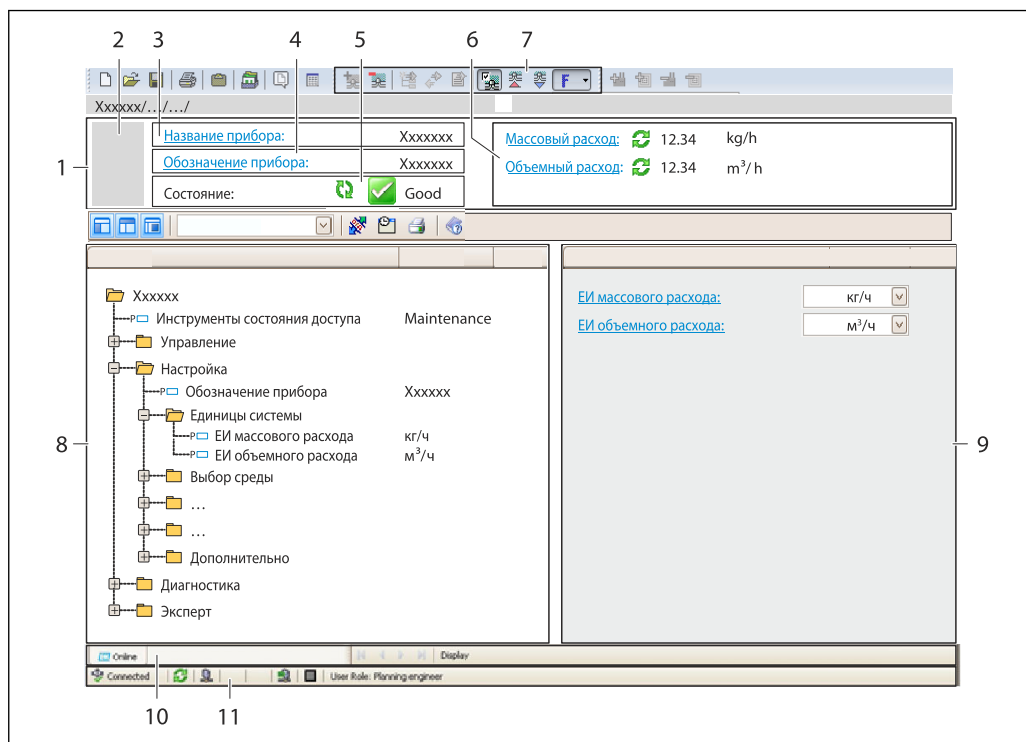 2 3 4 5 6 7
F
Xxxxxx/.../.../
1
Название прибора: Xxxxxxx
Обозначение прибора: Xxxxxxx
Состояние: Good
Массовый расход: 12.34 kg/h
Объемный расход: 12.34 m³/h
Xxxxxx
P Инструменты состояния доступа Maintenance
Управление
Настройка
P Обозначение прибора Xxxxxx
Единицы системы
P ЕИ массового расхода кг/ч
P ЕИ объемного расхода м³/ч
Выбор среды
...
...
Дополнительно
Диагностика
Эксперт
8
ЕИ массового расхода: кг/ч
ЕИ объемного расхода: м³/ч
9
Online Display
Connected User Role: Planning engineer
10 11